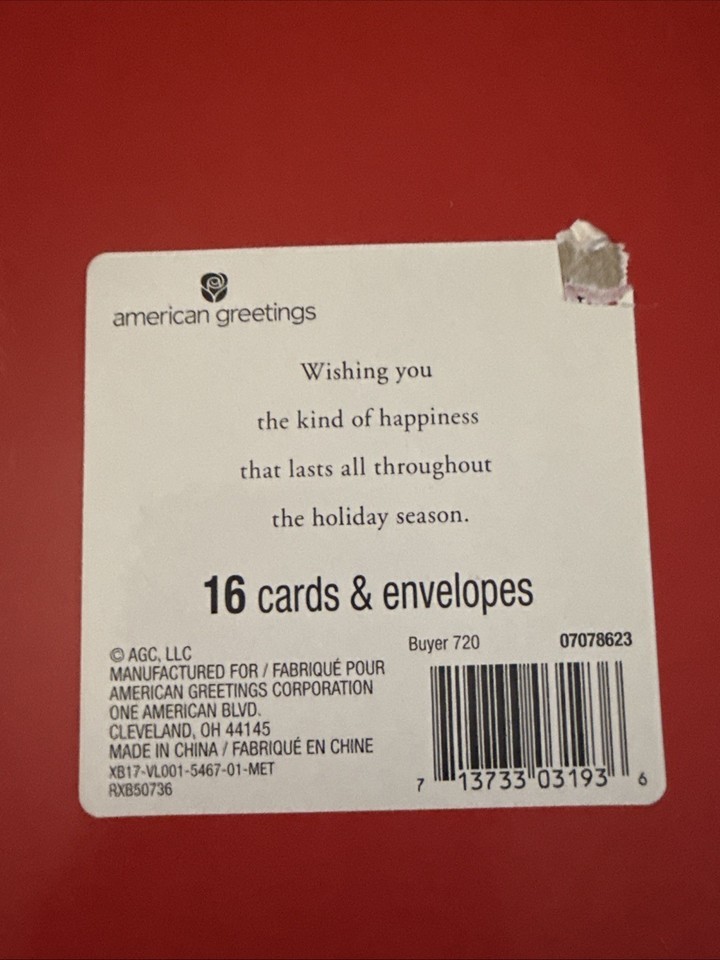 american greetings
Wishing you
the kind of happiness
that lasts all throughout
the holiday season.
16 cards & envelopes
Buyer 720 07078623
© AGC, LLC
MANUFACTURED FOR / FABRIQUÉ POUR
AMERICAN GREETINGS CORPORATION
ONE AMERICAN BLVD.
CLEVELAND, OH 44145
MADE IN CHINA / FABRIQUÉ EN CHINE
XB17-VL001-5467-01-MET
RXB50736
7 13733 03193 6